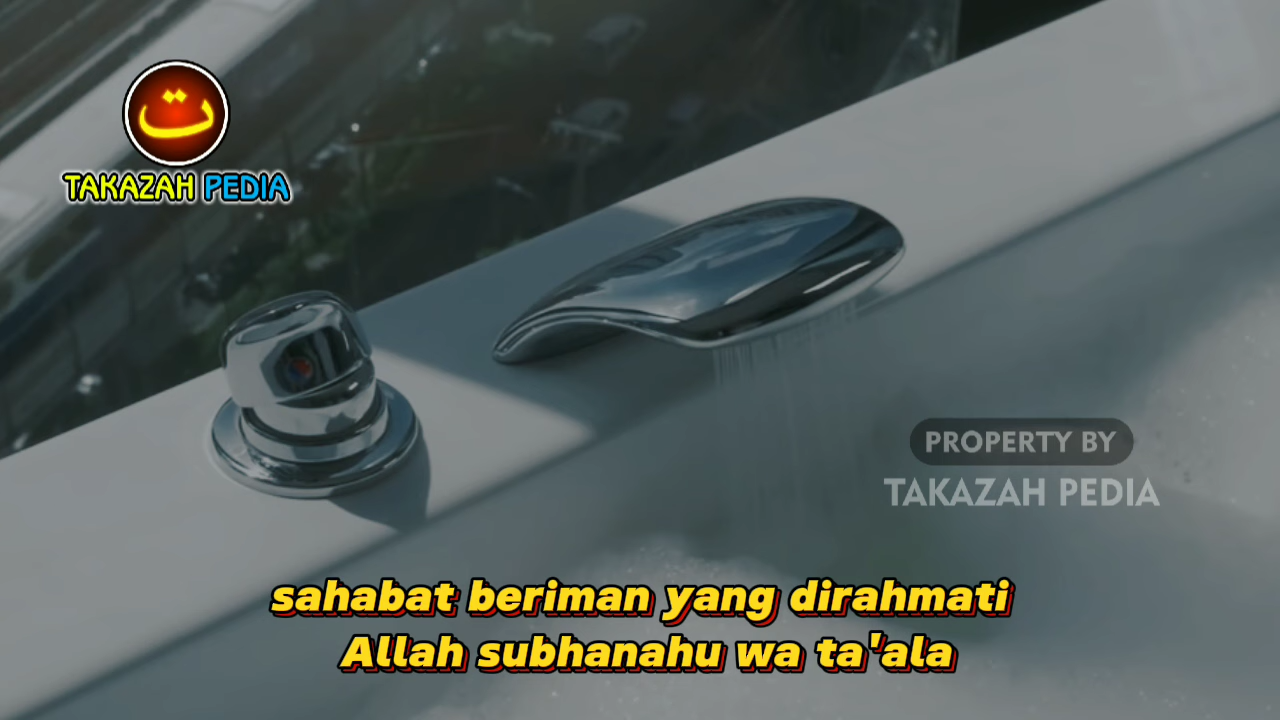 ت
TAKAZAH PEDIA
PROPERTY BY
TAKAZAH PEDIA
sahabat beriman yang dirahmati
Allah subhanahu wa ta'ala